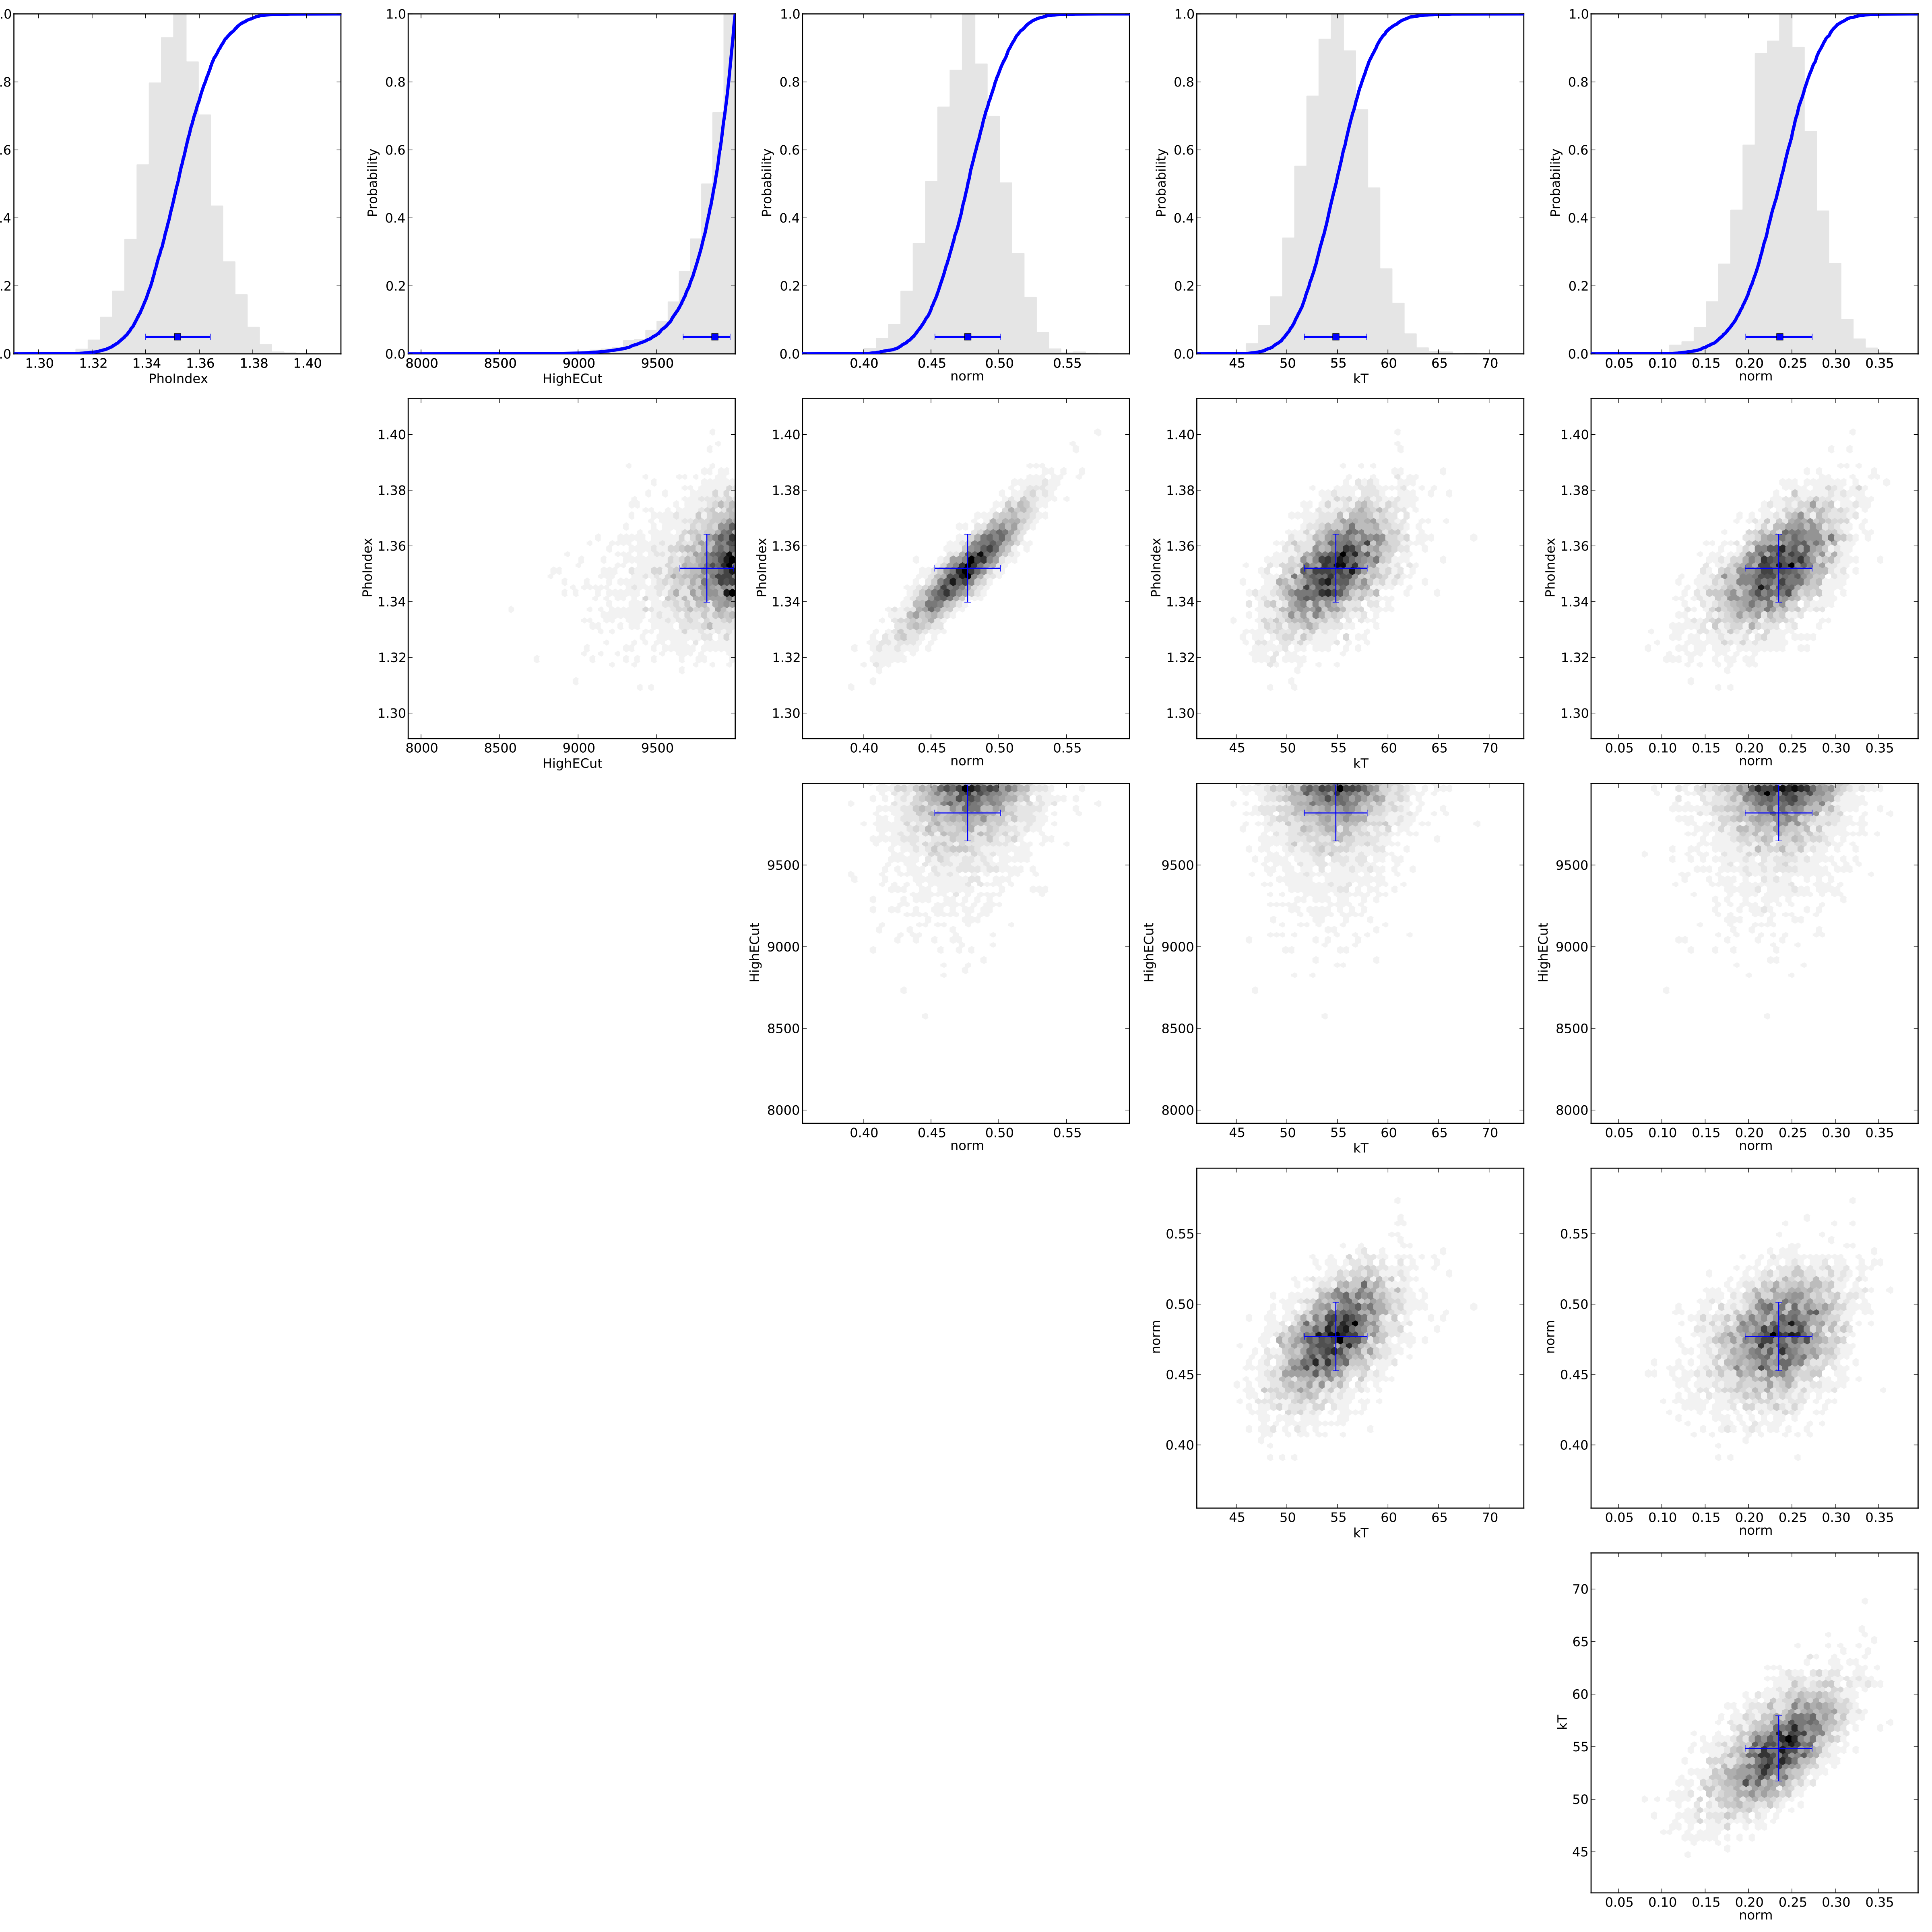 .0 1.0 1.0 1.0 1.0
.8 0.8 0.8 0.8 0.8
.6 0.6 0.6 0.6 0.6
Probability Probability Probability Probability
.4 0.4 0.4 0.4 0.4
.2 0.2 0.2 0.2 0.2
.0 0.0 0.0 0.0 0.0
1.30 1.32 1.34 1.36 1.38 1.40 8000 8500 9000 9500 0.40 0.45 0.50 0.55 45 50 55 60 65 70 0.05 0.10 0.15 0.20 0.25 0.30 0.35
PhoIndex HighECut norm kT norm
1.40 1.40 1.40 1.40
1.38 1.38 1.38 1.38
1.36 1.36 1.36 1.36
PhoIndex PhoIndex PhoIndex PhoIndex
1.34 1.34 1.34 1.34
1.32 1.32 1.32 1.32
1.30 1.30 1.30 1.30
8000 8500 9000 9500 0.40 0.45 0.50 0.55 45 50 55 60 65 70 0.05 0.10 0.15 0.20 0.25 0.30 0.35
HighECut norm kT norm
9500 9500 9500
9000 9000 9000
HighECut HighECut HighECut
8500 8500 8500
8000 8000 8000
0.40 0.45 0.50 0.55 45 50 55 60 65 70 0.05 0.10 0.15 0.20 0.25 0.30 0.35
norm kT norm
0.55 0.55
0.50 0.50
norm norm
0.45 0.45
0.40 0.40
45 50 55 60 65 70 0.05 0.10 0.15 0.20 0.25 0.30 0.35
kT norm
70
65
60
kT
55
50
45
0.05 0.10 0.15 0.20 0.25 0.30 0.35
norm